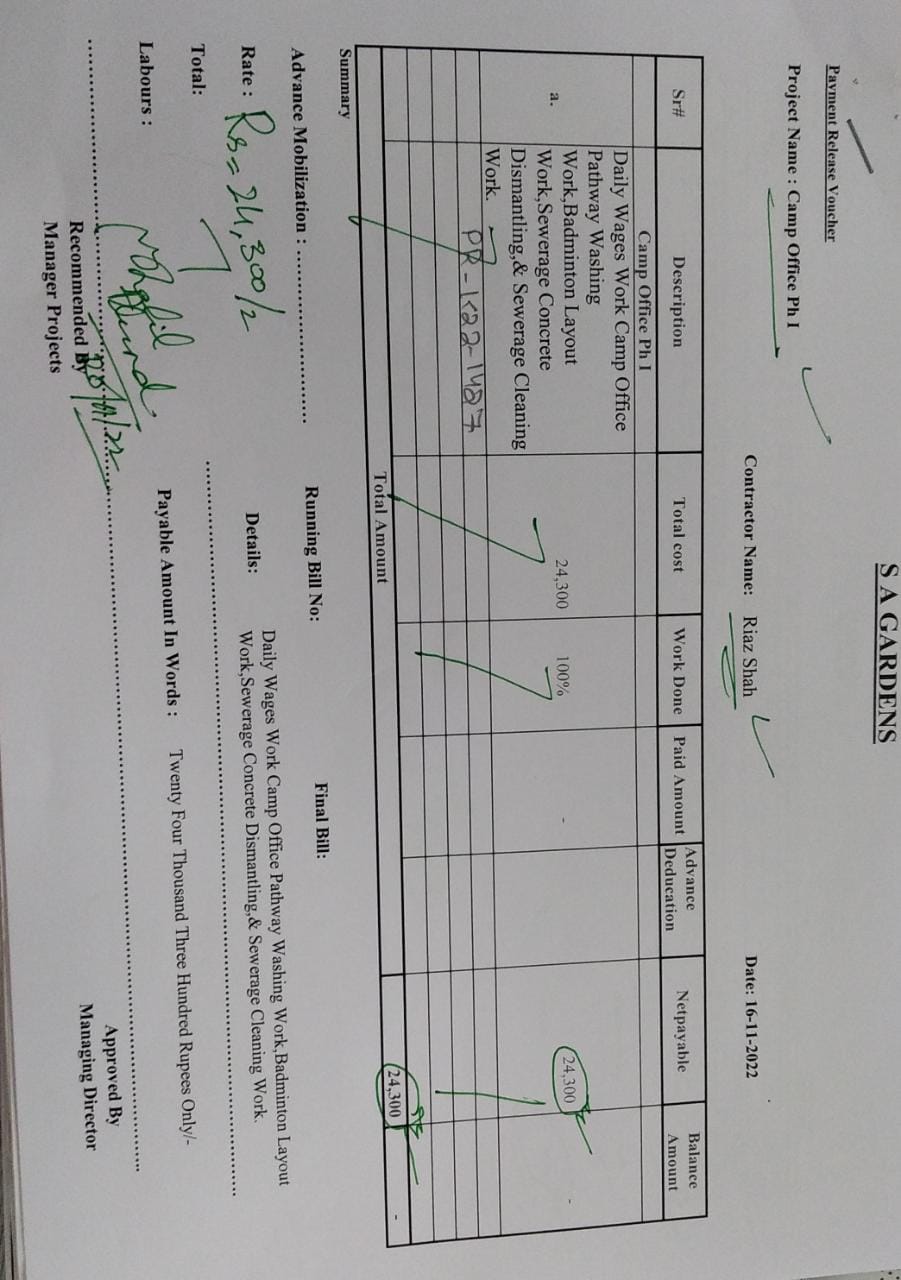 S A GARDENS
Payment Release Voucher
Project Name : Camp Office Ph I
Contractor Name: Riaz Shah
Date: 16-11-2022
Sr# Description Total cost Work Done Paid Amount Advance Deducation Netpayable Balance Amount
Camp Office Ph I
a. Daily Wages Work Camp Office
Pathway Washing
Work,Badminton Layout
Work,Sewerage Concrete
Dismantling,& Sewerage Cleaning
Work.
24,300 100% - 24,300 -
PR-1K22-1487
Total Amount 24,300 -
Summary
Advance Mobilization : ....................
Running Bill No:
Final Bill:
Rate : Rs= 24,300/2
Details: Daily Wages Work Camp Office Pathway Washing Work,Badminton Layout
Work,Sewerage Concrete Dismantling,& Sewerage Cleaning Work.
Total:
Labours :
Payable Amount In Words : Twenty Four Thousand Three Hundred Rupees Only/-
Recommended By
Manager Projects
Approved By
Managing Director